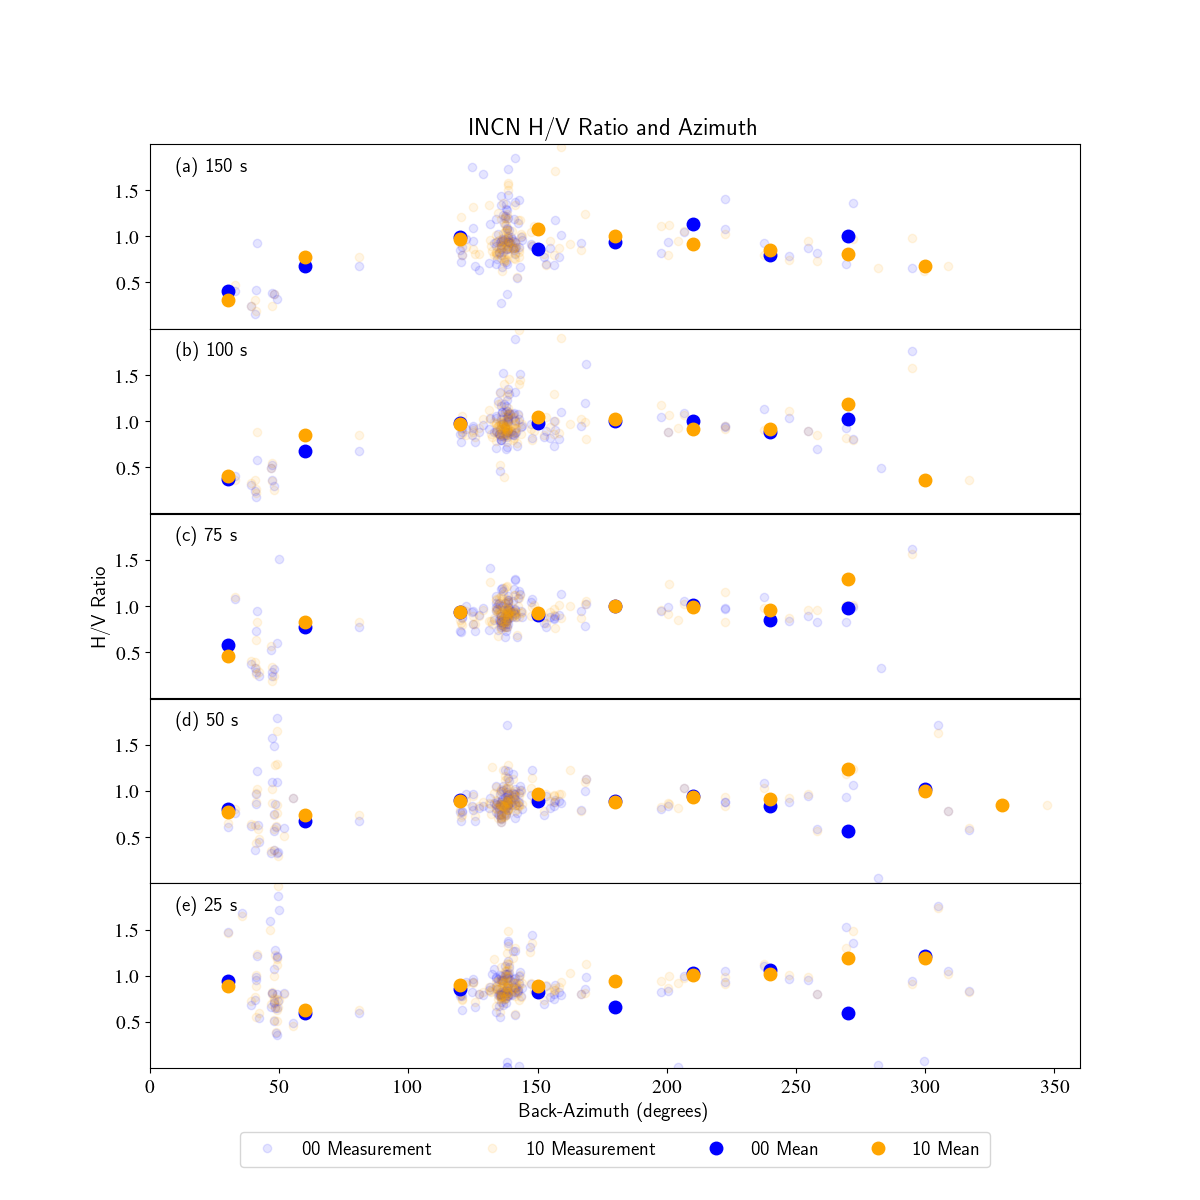 INCN H/V Ratio and Azimuth
(a) 150 s
1.5
1.0
0.5
(b) 100 s
1.5
1.0
0.5
(c) 75 s
1.5
1.0
0.5
H/V Ratio
(d) 50 s
1.5
1.0
0.5
(e) 25 s
1.5
1.0
0.5
0 50 100 150 200 250 300 350
Back-Azimuth (degrees)
00 Measurement 10 Measurement 00 Mean 10 Mean